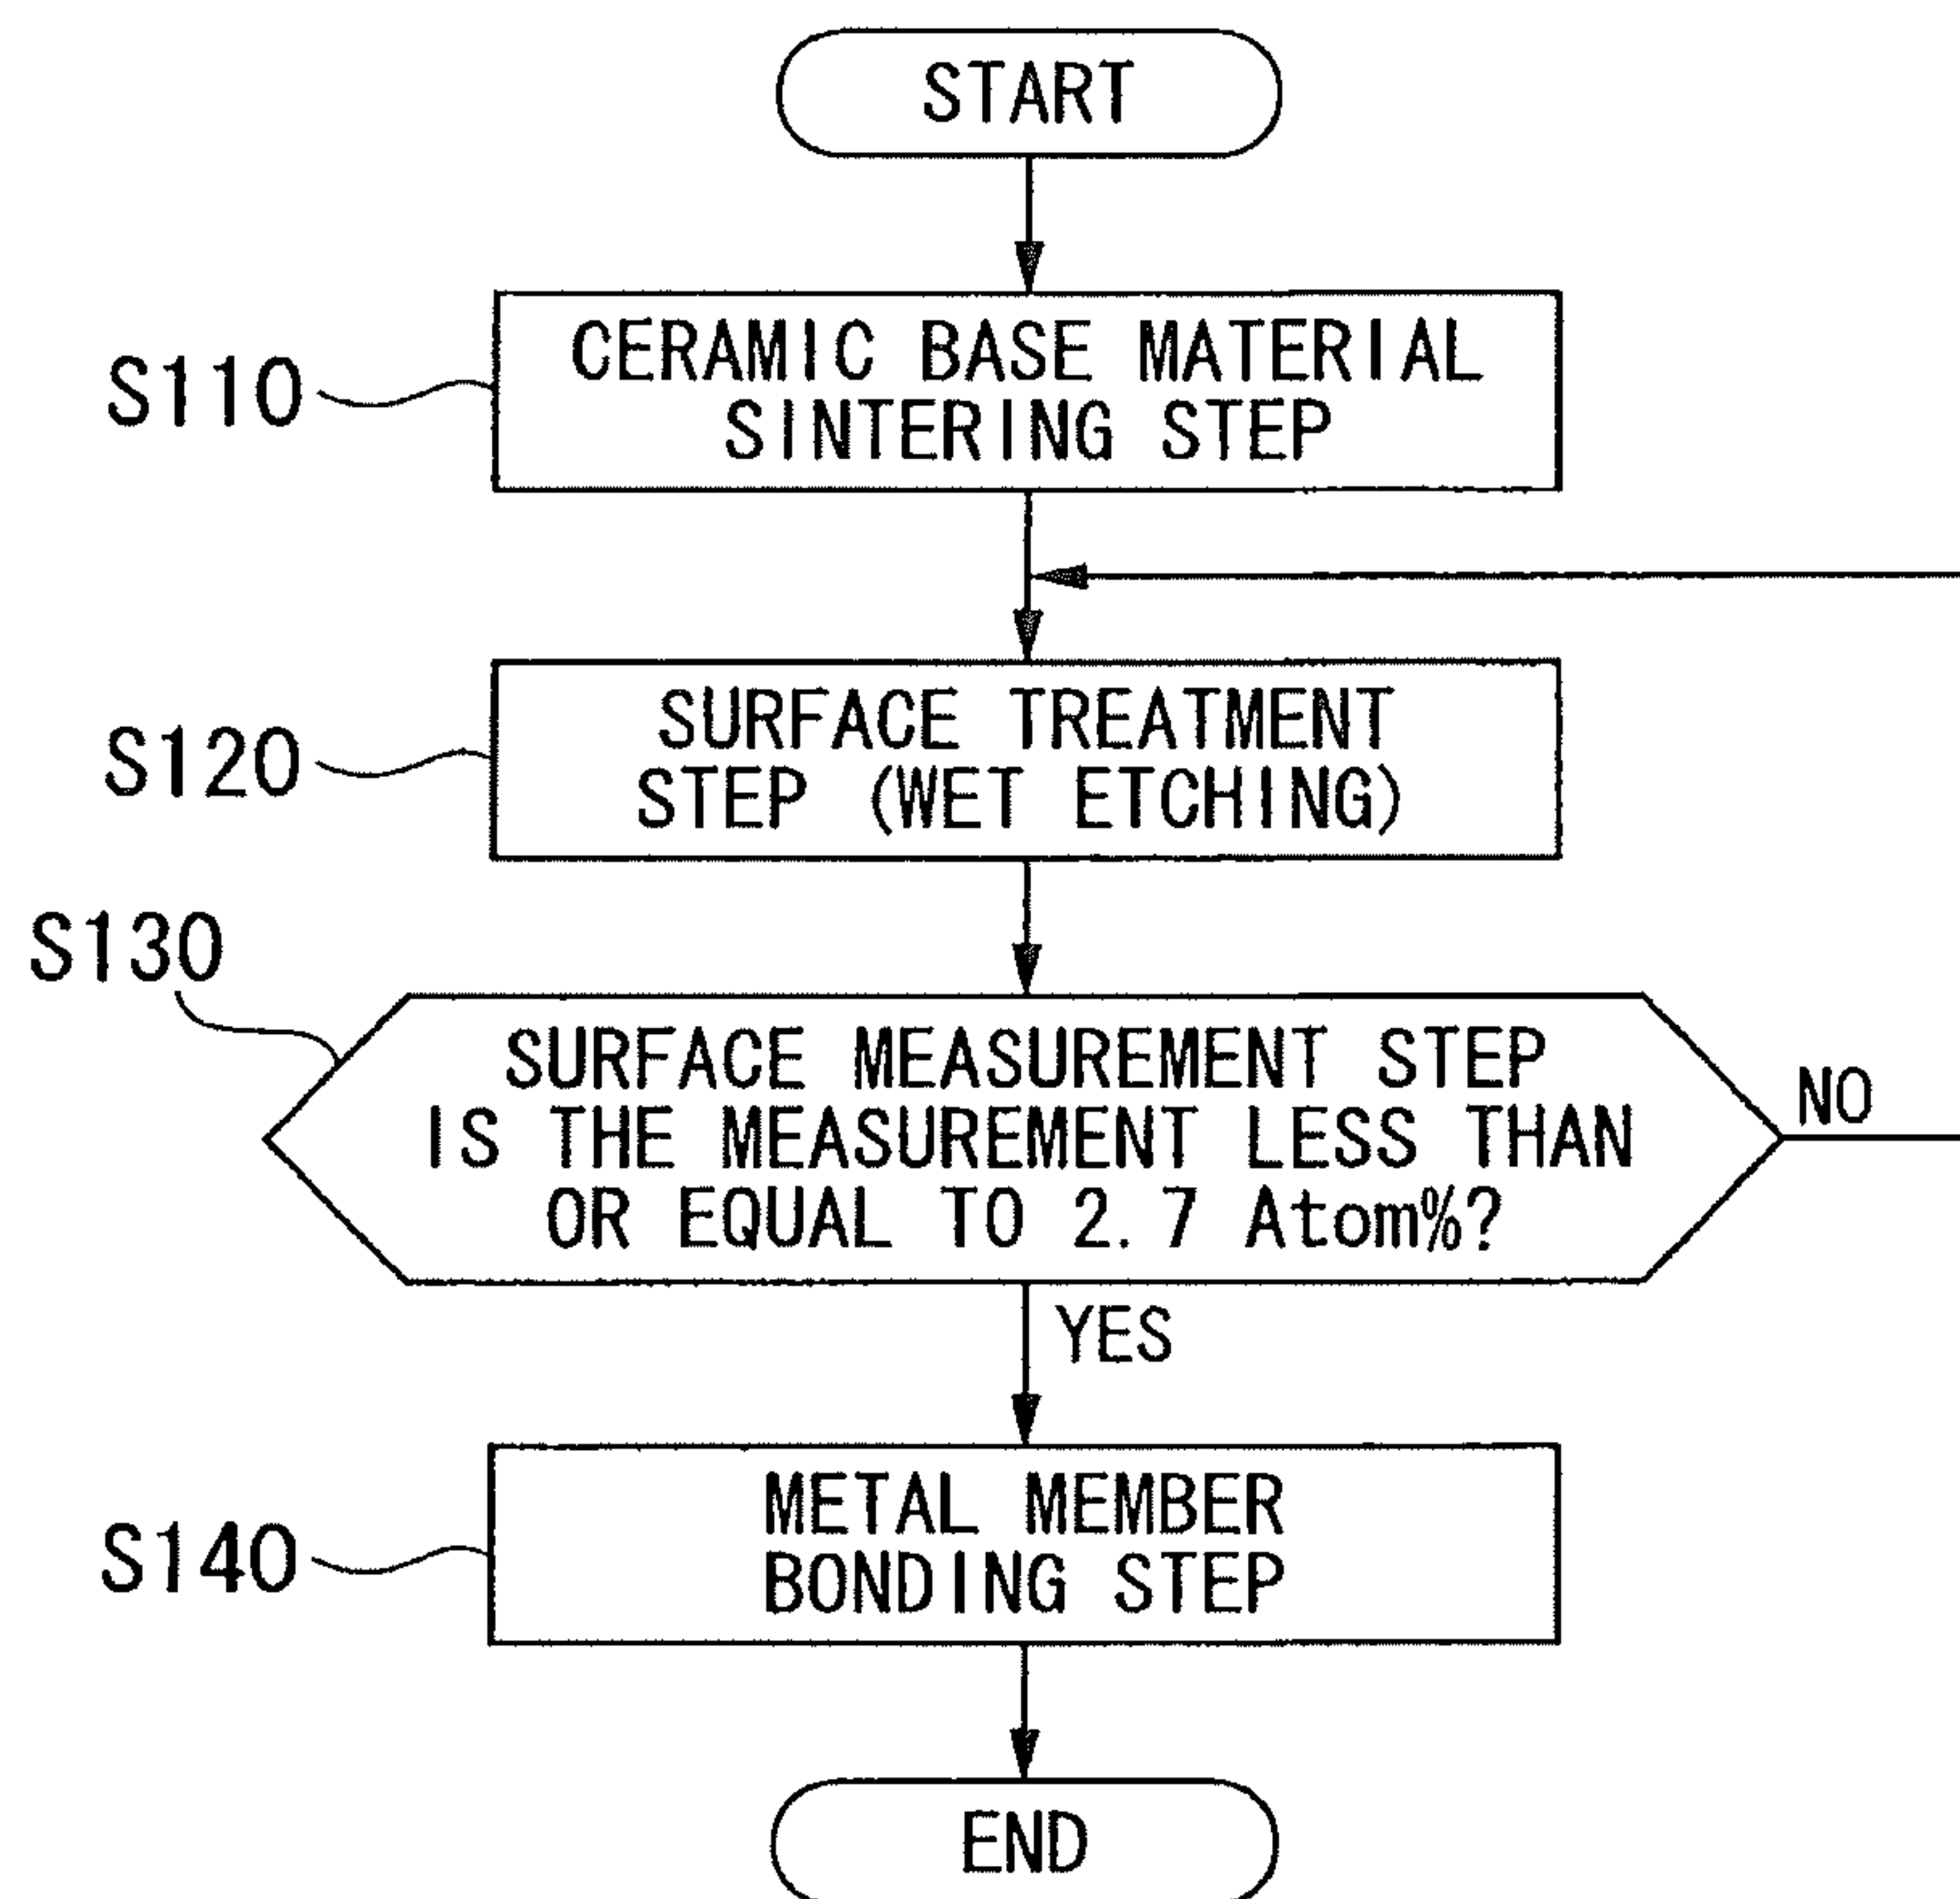 START
S110
CERAMIC BASE MATERIAL
SINTERING STEP
S120
SURFACE TREATMENT
STEP (WET ETCHING)
S130
SURFACE MEASUREMENT STEP
IS THE MEASUREMENT LESS THAN
OR EQUAL TO 2.7 Atom%?
NO
YES
S140
METAL MEMBER
BONDING STEP
END